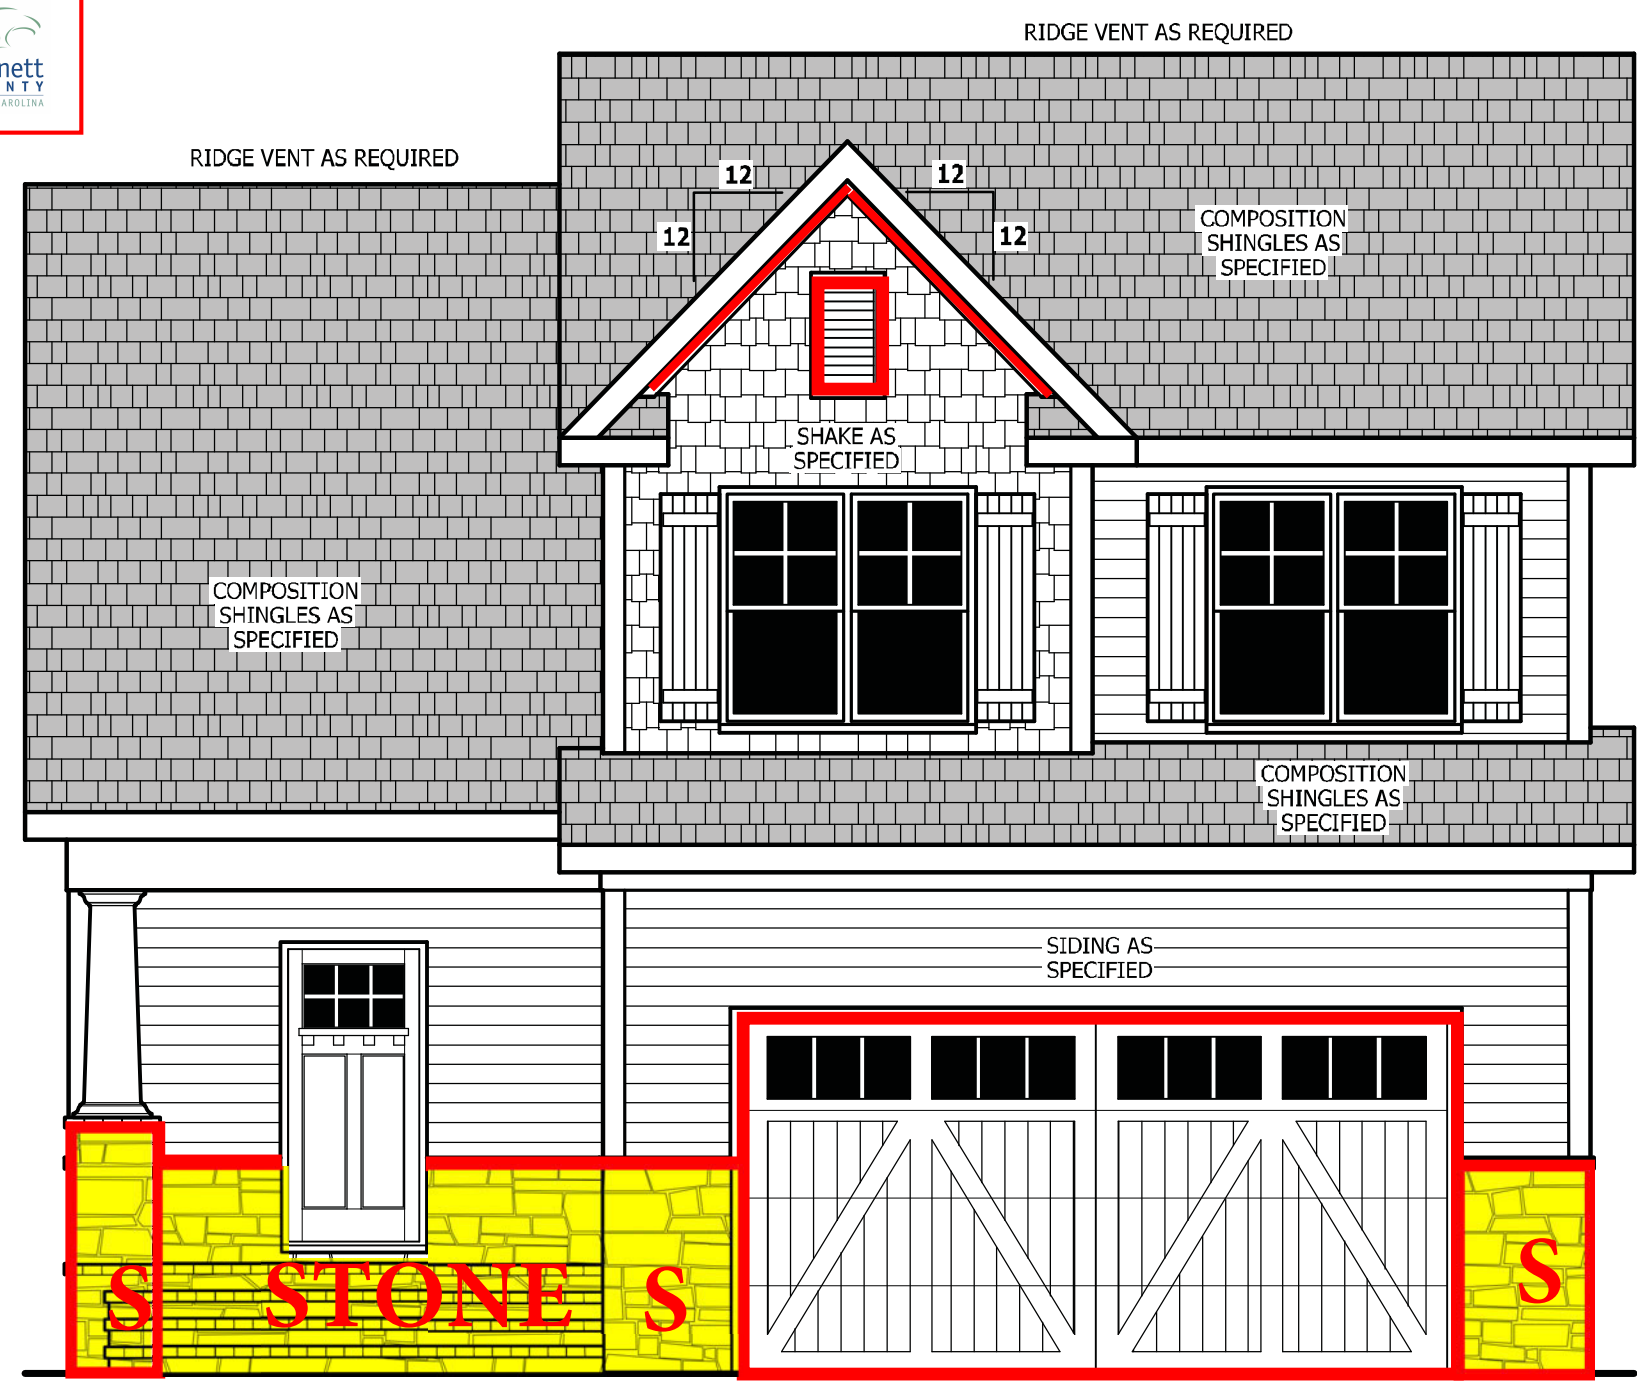 nett
NTY
AROLINA
RIDGE VENT AS REQUIRED
RIDGE VENT AS REQUIRED
12
12
12
12
COMPOSITION
SHINGLES AS
SPECIFIED
SHAKE AS
SPECIFIED
COMPOSITION
SHINGLES AS
SPECIFIED
COMPOSITION
SHINGLES AS
SPECIFIED
SIDING AS
SPECIFIED
S
STONE
S
S